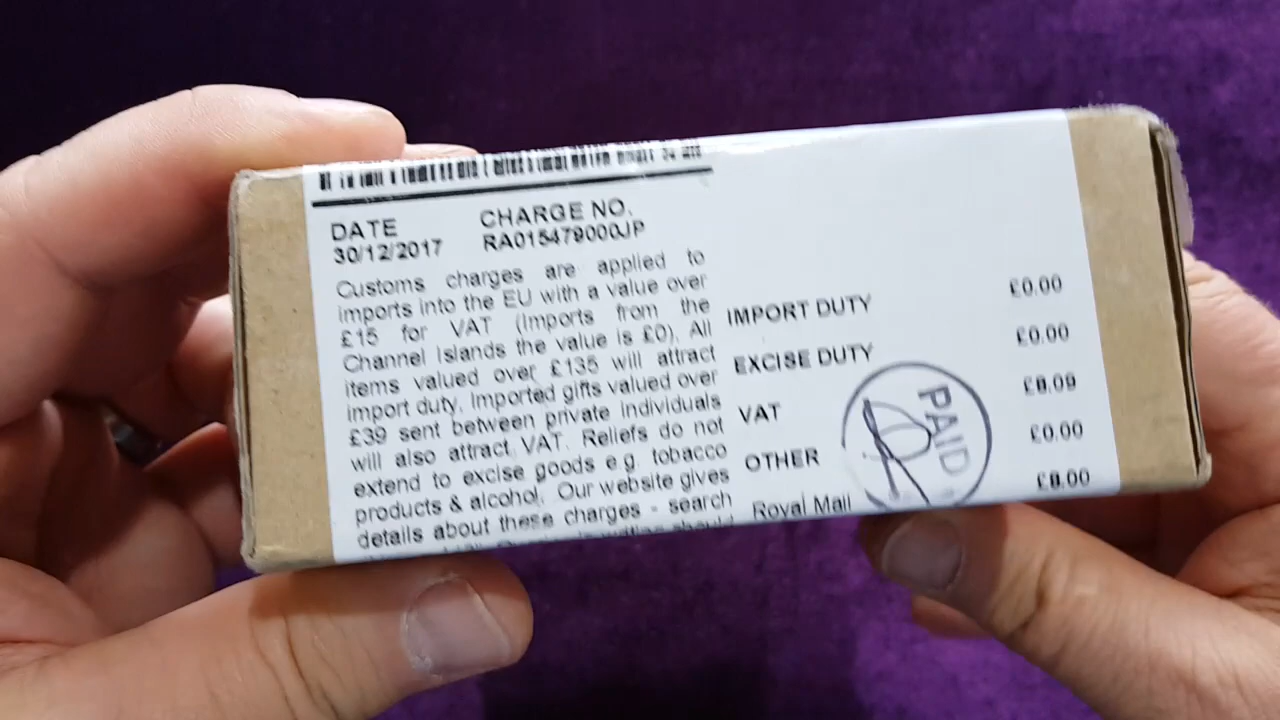 DATE CHARGE NO.
30/12/2017 RA015479000JP
Customs charges are applied to
imports into the EU with a value over
£15 for VAT (Imports from the
Channel Islands the value is £0). All
items valued over £135 will attract
import duty. Imported gifts valued over
£39 sent between private individuals
will also attract VAT. Reliefs do not
extend to excise goods e.g. tobacco
products & alcohol. Our website gives
details about these charges - search
IMPORT DUTY £0.00
EXCISE DUTY £0.00
VAT £8.09
OTHER £0.00
Royal Mail £8.00
PAID